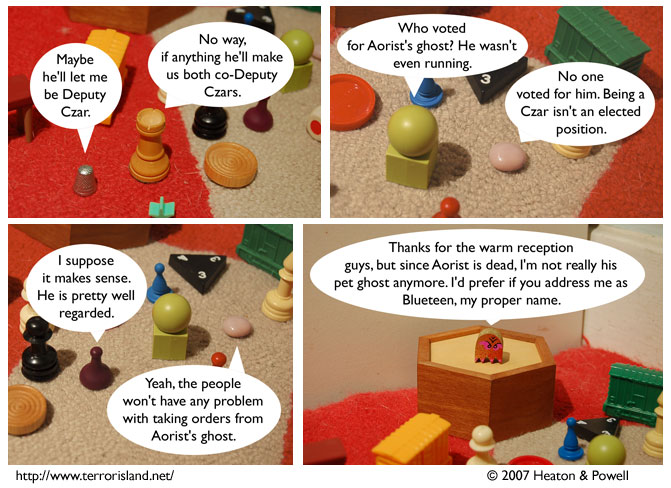 Maybe
he'll let me
be Deputy
Czar.
No way,
if anything he'll make
us both co-Deputy
Czars.
Who voted
for Aorist's ghost? He wasn't
even running.
No one
voted for him. Being a
Czar isn't an elected
position.
3
I suppose
it makes sense.
He is pretty well
regarded.
Yeah, the people
won't have any problem
with taking orders from
Aorist's ghost.
Thanks for the warm reception
guys, but since Aorist is dead, I'm not really his
pet ghost anymore. I'd prefer if you address me as
Blueteen, my proper name.
http://www.terrorisland.net/
© 2007 Heaton & Powell